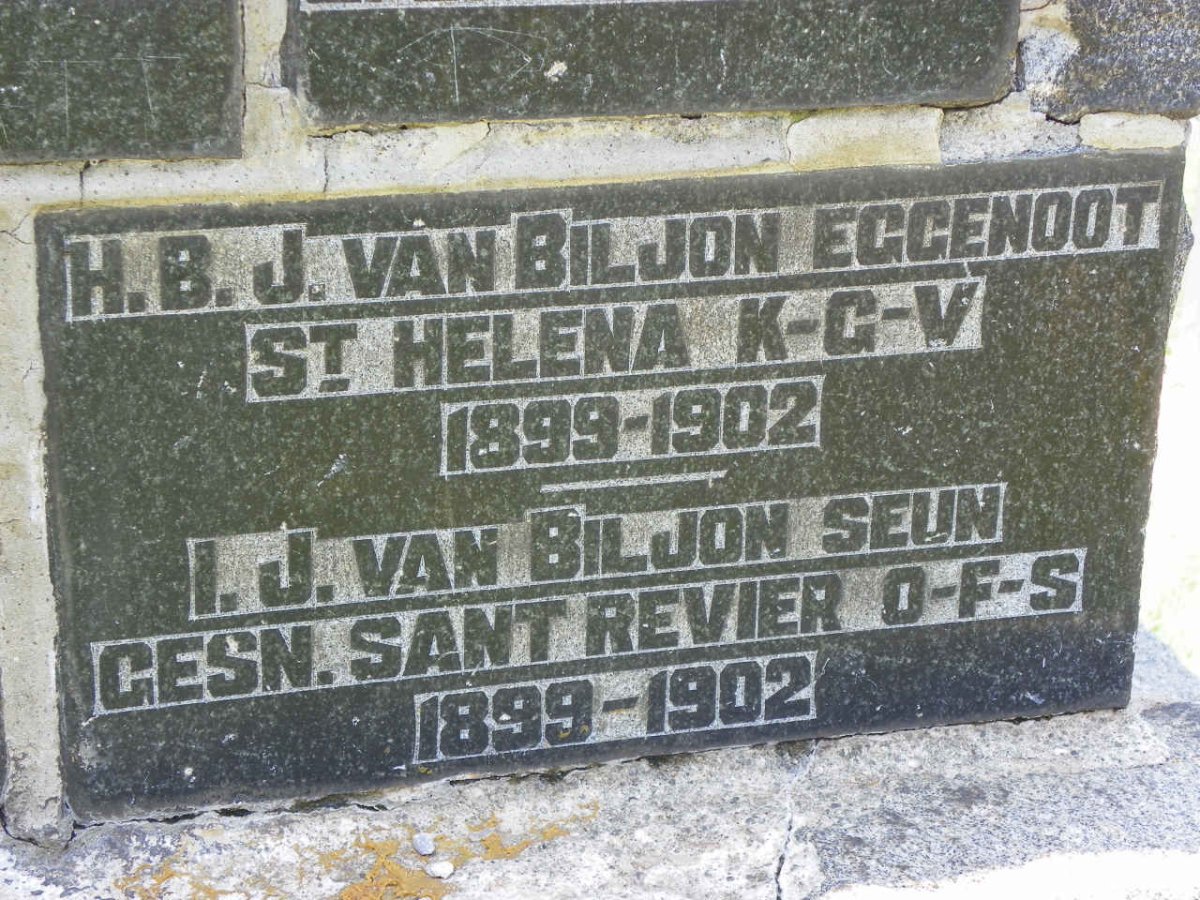 H. B. J. VAN BILJON EGGENOOT
ST HELENA K-G-V
1899-1902
I. J. VAN BILJON SEUN
GESN. SANT REVIER O-F-S
1899-1902